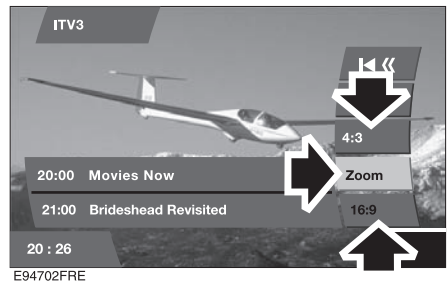 ITV3
4:3
20:00 Movies Now
Zoom
21:00 Brideshead Revisited
16:9
20 : 26
E94702FRE